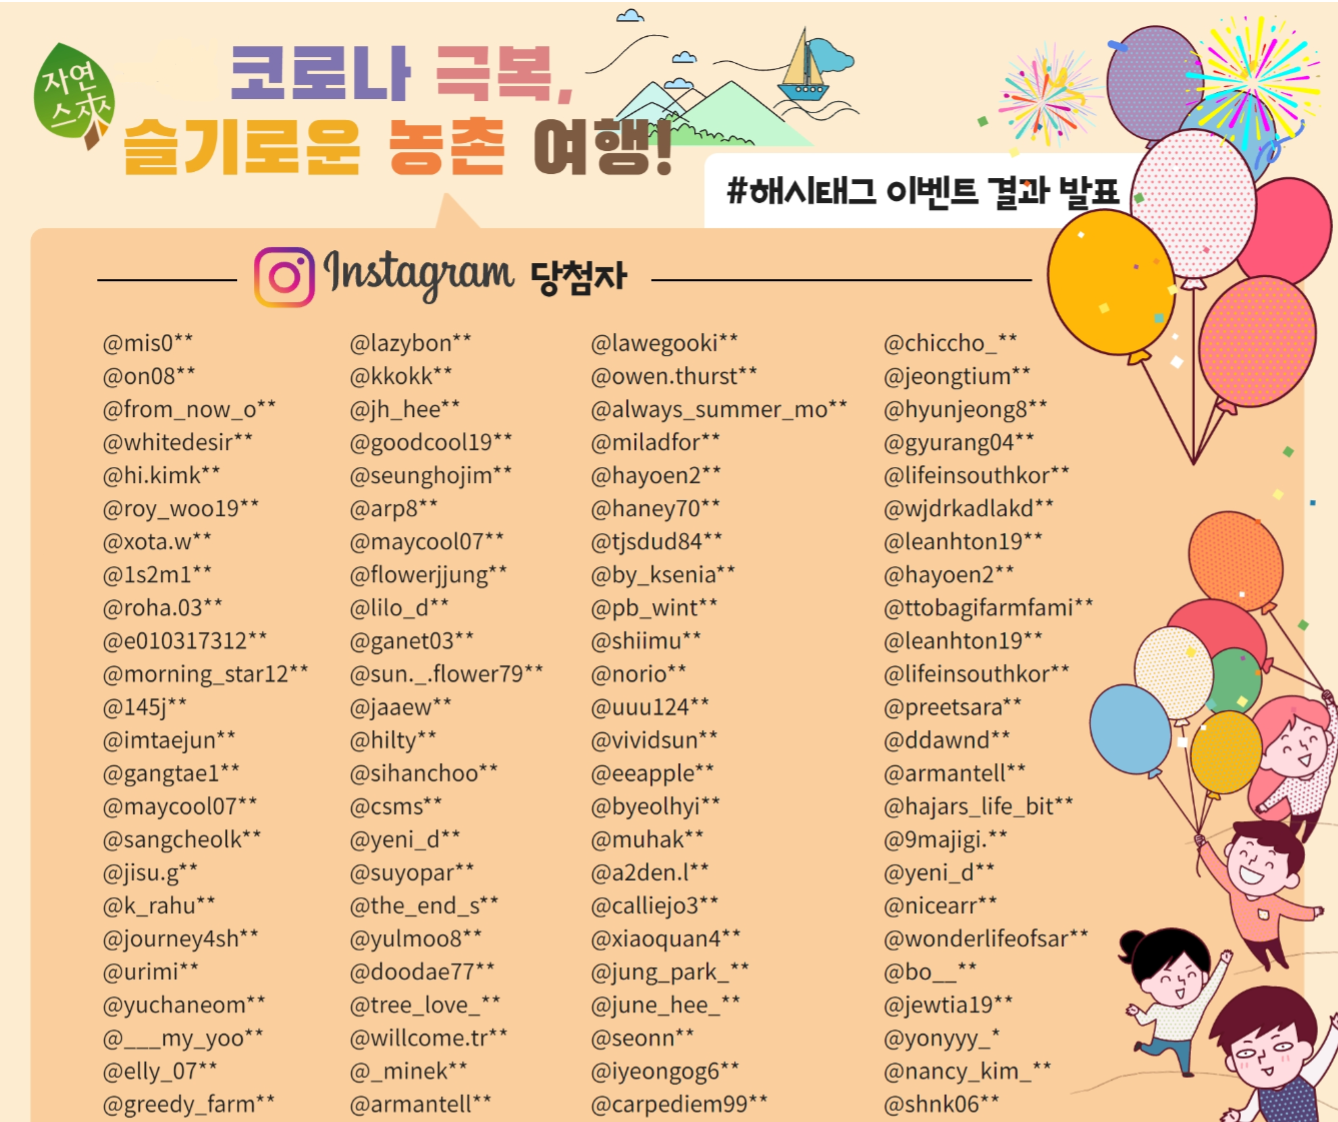 자연
스來
코로나 극복,
슬기로운 농촌 여행!
#해시태그 이벤트 결과 발표
Instagram 당첨자
@mis0** @lazybon** @lawegooki** @chiccho_**
@on08** @kkokk** @owen.thurst** @jeongtium**
@from_now_o** @jh_hee** @always_summer_mo** @hyunjeong8**
@whitedesir** @goodcool19** @miladfor** @gyurang04**
@hi.kimk** @seunghojim** @hayoen2** @lifeinsouthkor**
@roy_woo19** @arp8** @haney70** @wjdrkadlakd**
@xota.w** @maycool07** @tjsdud84** @leanhton19**
@1s2m1** @flowerjjung** @by_ksenia** @hayoen2**
@roha.03** @lilo_d** @pb_wint** @ttobagifarmfami**
@e010317312** @ganet03** @shiimu** @leanhton19**
@morning_star12** @sun._.flower79** @norio** @lifeinsouthkor**
@145j** @jaaew** @uuu124** @preetsara**
@imtaejun** @hilty** @vividsun** @ddawnd**
@gangtae1** @sihanchoo** @eeapple** @armantell**
@maycool07** @csms** @byeolhyi** @hajars_life_bit**
@sangcheolk** @yeni_d** @muhak** @9majigi.**
@jisu.g** @suyopar** @a2den.l** @yeni_d**
@k_rahu** @the_end_s** @calliejo3** @nicearr**
@journey4sh** @yulmoo8** @xiaoquan4** @wonderlifeofsar**
@urimi** @doodae77** @jung_park_** @bo__**
@yuchaneom** @tree_love_** @june_hee_** @jewtia19**
@___my_yoo** @willcome.tr** @seonn** @yonyyy_*
@elly_07** @_minek** @iyeongog6** @nancy_kim_**
@greedy_farm** @armantell** @carpediem99** @shnk06**